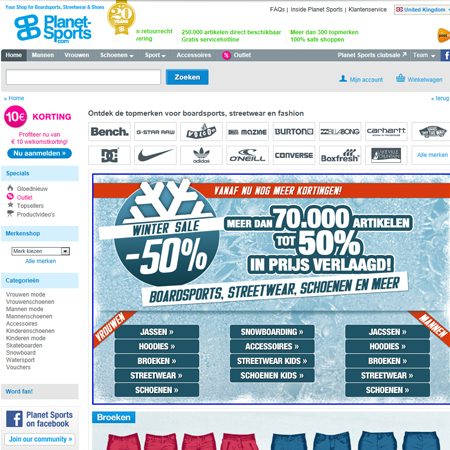 Your Shop for Boardsports, Streetwear & Shoes
Planet-
Sports
.com
20
YEARS
FAQs | Inside Planet Sports | Klantenservice
United Kingdom
retourrecht
vering
250.000 artikelen direct beschikbaar
Gratis servicehotline
Meer dan 300 topmerken
100% safe shoppen
Home
Mannen
Vrouwen
Schoenen
Sport
Accessoires
% Outlet
Planet Sports clubsale
Team
Zoeken
Mijn account
Winkelwagen
« Home
« terug
10€ KORTING
Profiteer nu van
€ 10 welkomstkorting!
Nu aanmelden »
Ontdek de topmerken voor boardsports, streetwear en fashion
Bench.
G-STAR RAW
VOLCOM
MAZINE
BURTON
BILLABONG
carhartt
VANS
DC
adidas
O'NEILL
CONVERSE
Boxfresh
Alle merken
Specials
Gloednieuw
% Outlet
Topsellers
Productvideo's
Merkenshop
Merk kiezen
Alle merken
Categorieën
Vrouwen mode
Vrouwenschoenen
Mannen mode
Mannenschoenen
Accessoires
Kinderschoenen
Kinderen mode
Skateboarden
Snowboard
Watersport
Vouchers
Word fan!
Planet Sports
on facebook
Join our community »
VANAF NU NOG MEER KORTINGEN!
WINTER SALE
-50%
MEER DAN 70.000 ARTIKELEN
TOT 50%
IN PRIJS VERLAAGD!
BOARDSPORTS, STREETWEAR, SCHOENEN EN MEER
VROUWEN
JASSEN »
HOODIES »
BROEKEN »
STREETWEAR »
SCHOENEN »
SNOWBOARDING »
ACCESSOIRES »
STREETWEAR KIDS »
SCHOENEN KIDS »
MANNEN
JACSSEN »
HOODIES »
BROEKEN »
STREETWEAR »
SCHOENEN »
Broeken